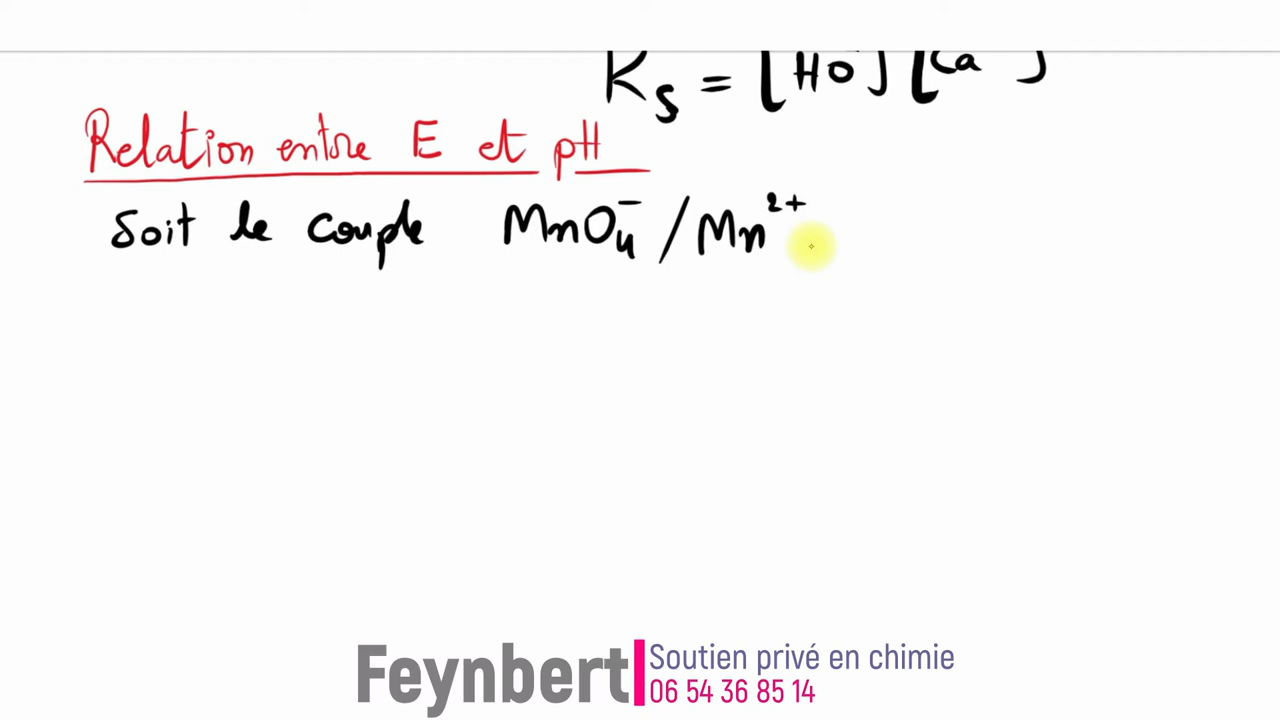 Ks = [HO⁻] [Ca ]
Relation entre E et pH
Soit le couple MnO₄⁻ / Mn²⁺
Feynbert
Soutien privé en chimie
06 54 36 85 14